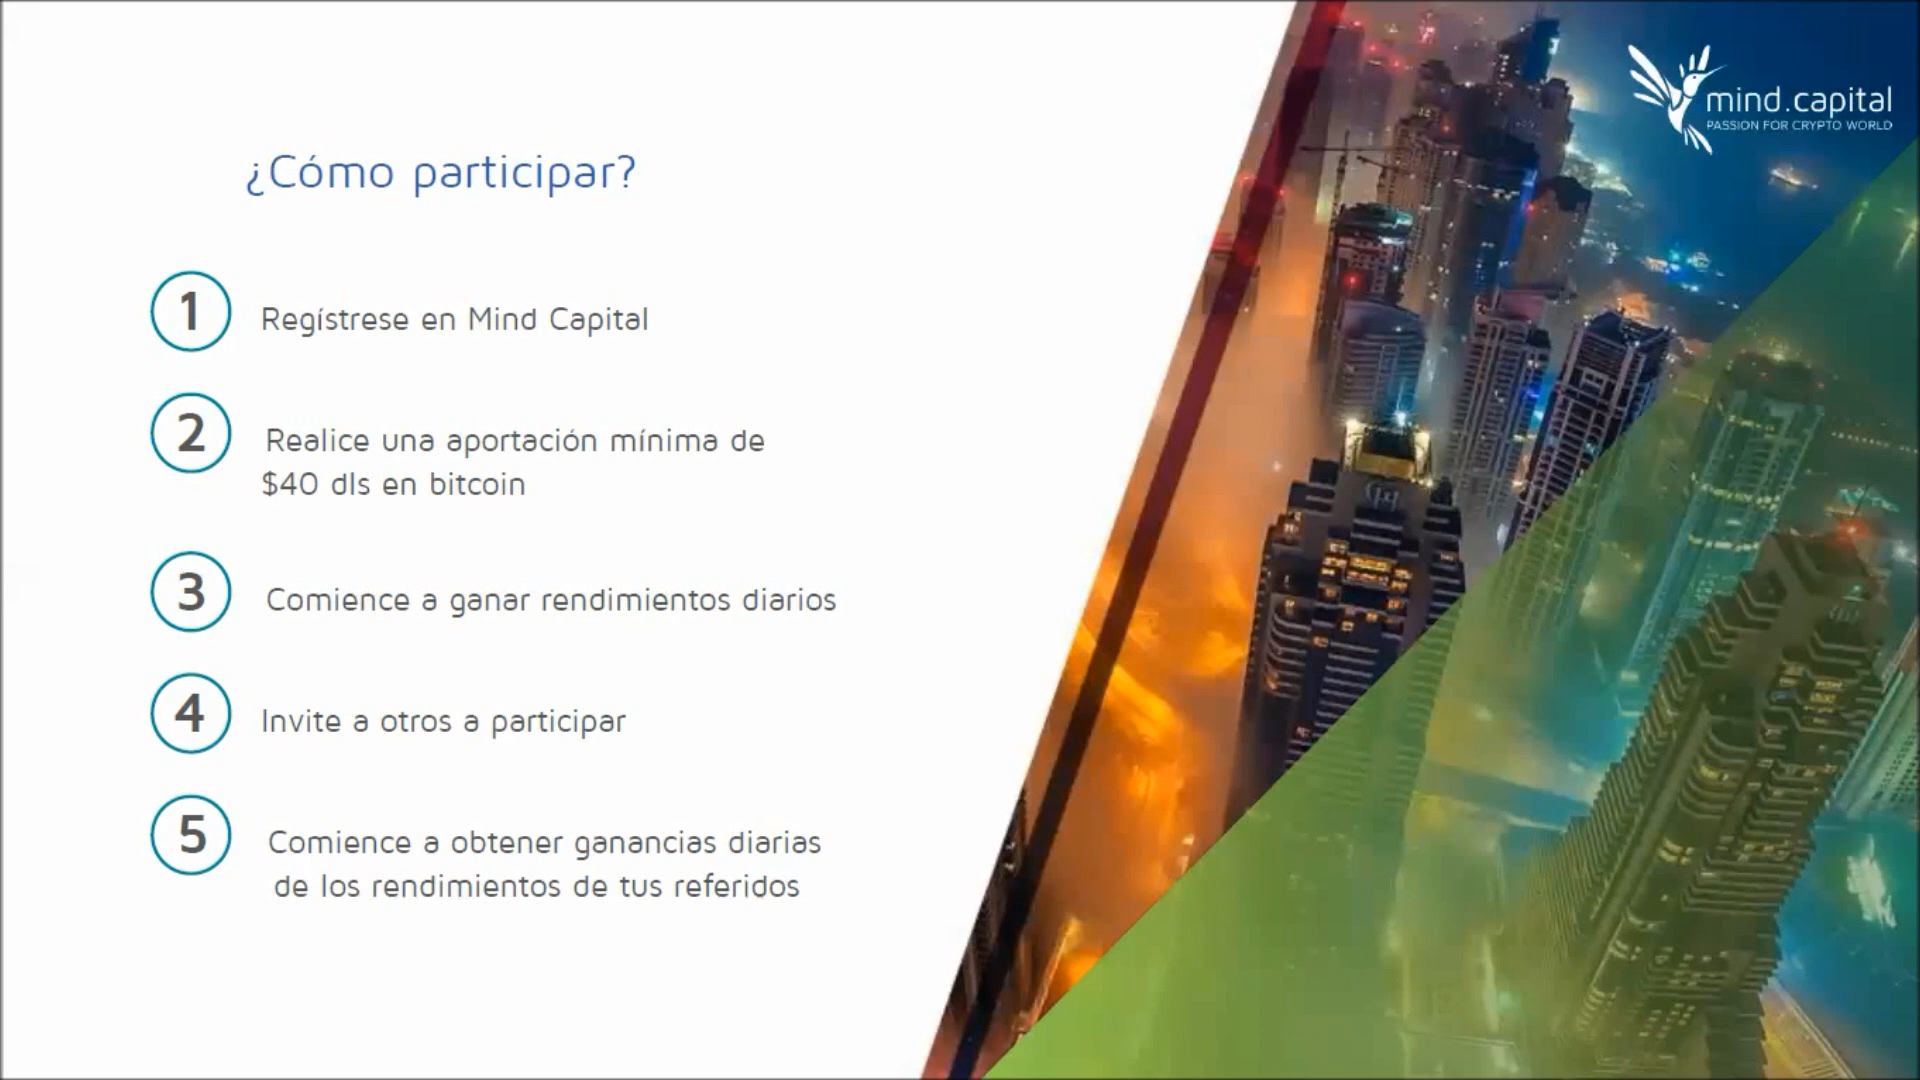 mind.capital
PASSION FOR CRYPTO WORLD
¿Cómo participar?
1 Regístrese en Mind Capital
2 Realice una aportación mínima de
$40 dls en bitcoin
3 Comience a ganar rendimientos diarios
4 Invite a otros a participar
5 Comience a obtener ganancias diarias
de los rendimientos de tus referidos